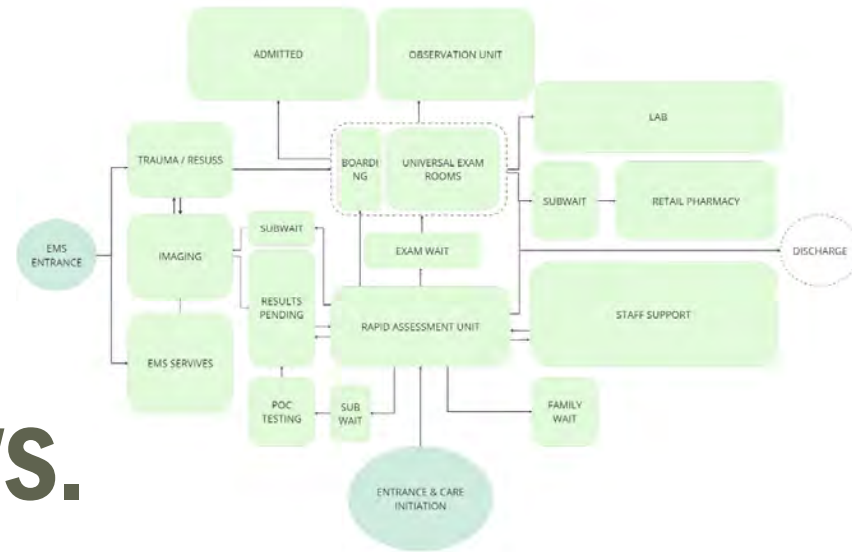 ADMITTED
OBSERVATION UNIT
LAB
TRAUMA / RESUSS
BOARDI
NG
UNIVERSAL EXAM
ROOMS
SUBWAIT
RETAIL PHARMACY
EMS
ENTRANCE
IMAGING
SUBWAIT
EXAM WAIT
DISCHARGE
RESULTS
PENDING
RAPID ASSESSMENT UNIT
STAFF SUPPORT
EMS SERVIVES
POC
TESTING
SUB
WAIT
FAMILY
WAIT
VS.
ENTRANCE & CARE
INITIATION